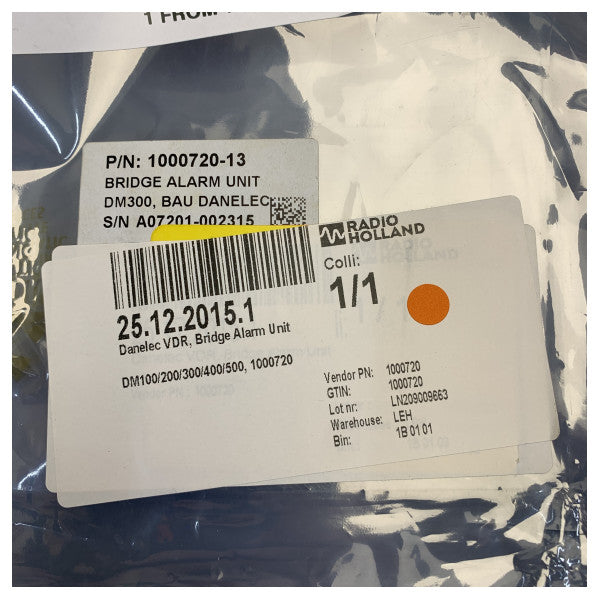 1 FROM
P/N: 1000720-13
BRIDGE ALARM UNIT
DM300, BAU DANELEC
S/N A07201-002315
RADIO
HOLLAND
Colli:
1/1
25.12.2015.1
Danelec VDR, Bridge Alarm Unit
DM100/200/300/400/500, 1000720
Vendor PN: 1000720
GTIN: 1000720
Lot nr: LN209009663
Warehouse: LEH
Bin: 1B 01 01